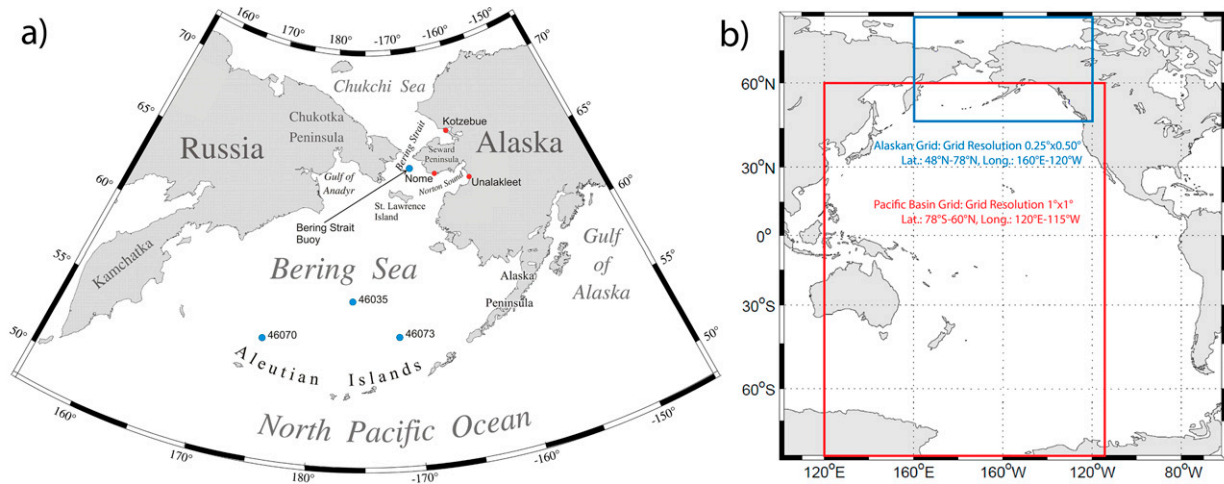 a)
160°
170°
180°
-170°
-160°
-150°
70°
70°
65°
65°
60°
60°
55°
55°
50°
50°
160°
170°
180°
-170°
-160°
-150°
Chukchi Sea
Chukotka
Peninsula
Russia
Alaska
Bering Strait
Kotzebue
Seward
Peninsula
Gulf of
Anadyr
Nome
Norton Sound
Unalakleet
St. Lawrence
Island
Bering Strait
Buoy
Kamchatka
Bering Sea
Gulf
of
Alaska
Alaska
Peninsula
46035
46070
46073
Aleutian Islands
North Pacific Ocean
b)
60°N
30°N
0°
30°S
60°S
120°E
160°E
160°W
120°W
80°W
Alaskan Grid: Grid Resolution 0.25°x0.50°
Lat.: 48°N-78°N, Long.: 160°E-120°W
Pacific Basin Grid: Grid Resolution 1°x1°
Lat.: 78°S-60°N, Long.: 120°E-115°W